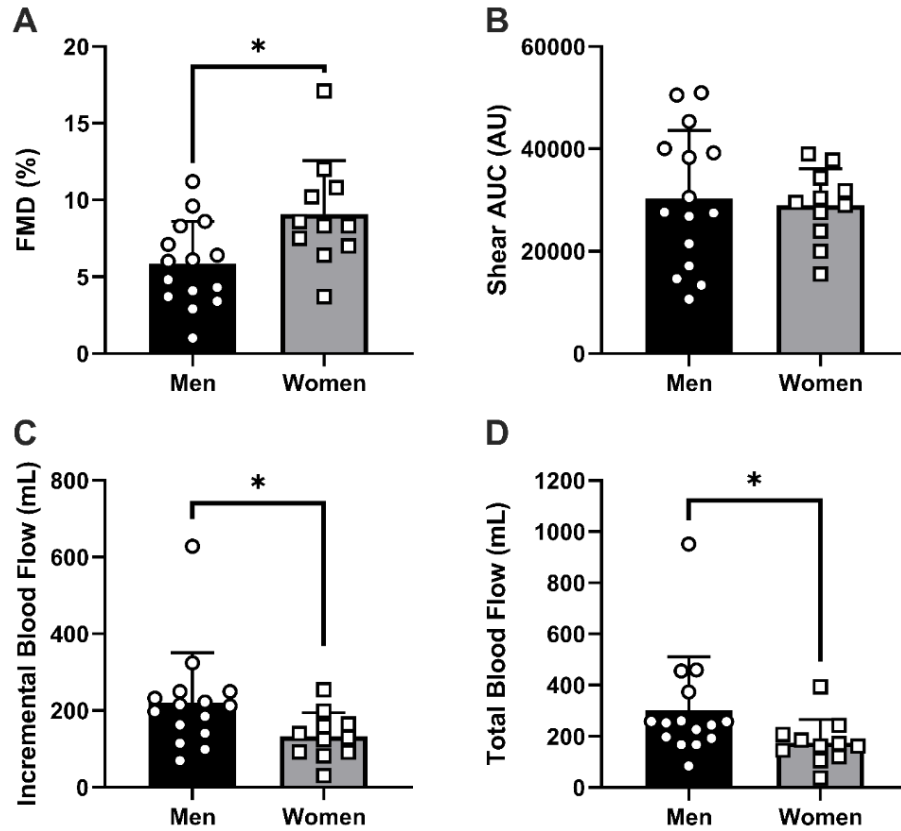 A
FMD (%)
20
15
10
5
0
*
Men
Women
B
Shear AUC (AU)
60000
40000
20000
0
Men
Women
C
Incremental Blood Flow (mL)
800
600
400
200
0
*
Men
Women
D
Total Blood Flow (mL)
1200
1000
800
600
400
200
0
*
Men
Women